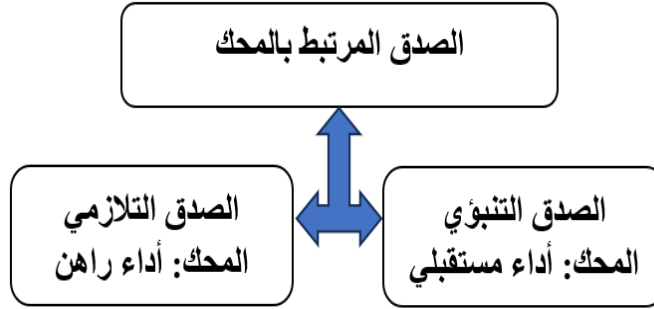 الصدق المرتبط بالمحك
الصدق التنبؤي
المحك: أداء مستقبلي
الصدق التلازمي
المحك: أداء راهن